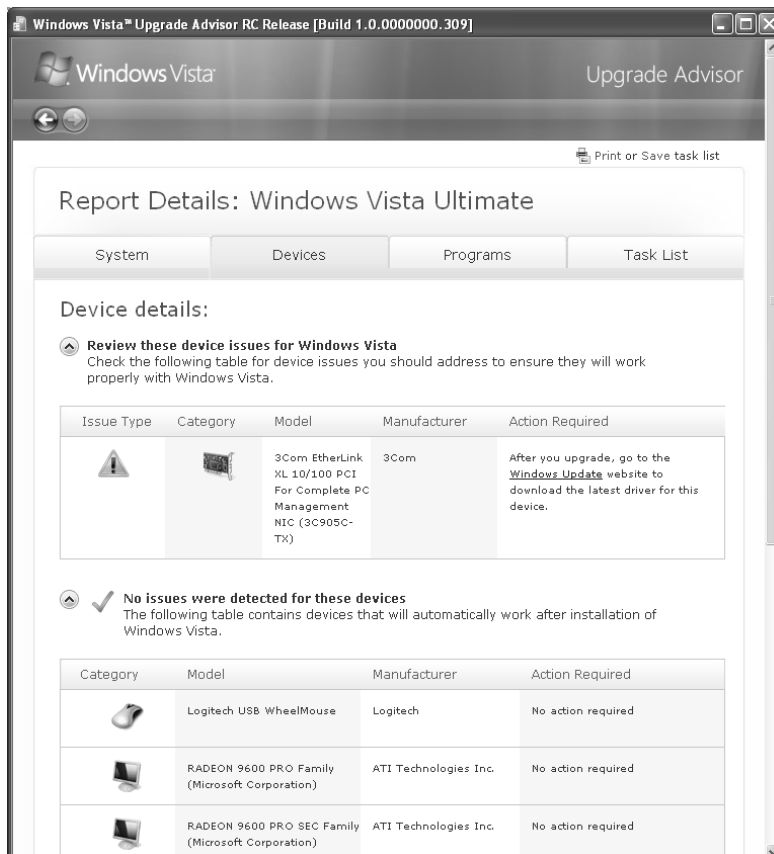 Windows Vista™ Upgrade Advisor RC Release [Build 1.0.0000000.309]
Windows Vista™
Upgrade Advisor
Print or Save task list
Report Details: Windows Vista Ultimate
System
Devices
Programs
Task List
Device details:
Review these device issues for Windows Vista
Check the following table for device issues you should address to ensure they will work
properly with Windows Vista.
Issue Type
Category
Model
Manufacturer
Action Required
3Com EtherLink
XL 10/100 PCI
For Complete PC
Management
NIC (3C905C-
TX)
3Com
After you upgrade, go to the
Windows Update website to
download the latest driver for this
device.
No issues were detected for these devices
The following table contains devices that will automatically work after installation of
Windows Vista.
Category
Model
Manufacturer
Action Required
Logitech USB WheelMouse
Logitech
No action required
RADEON 9600 PRO Family
(Microsoft Corporation)
ATI Technologies Inc.
No action required
RADEON 9600 PRO SEC Family
(Microsoft Corporation)
ATI Technologies Inc.
No action required